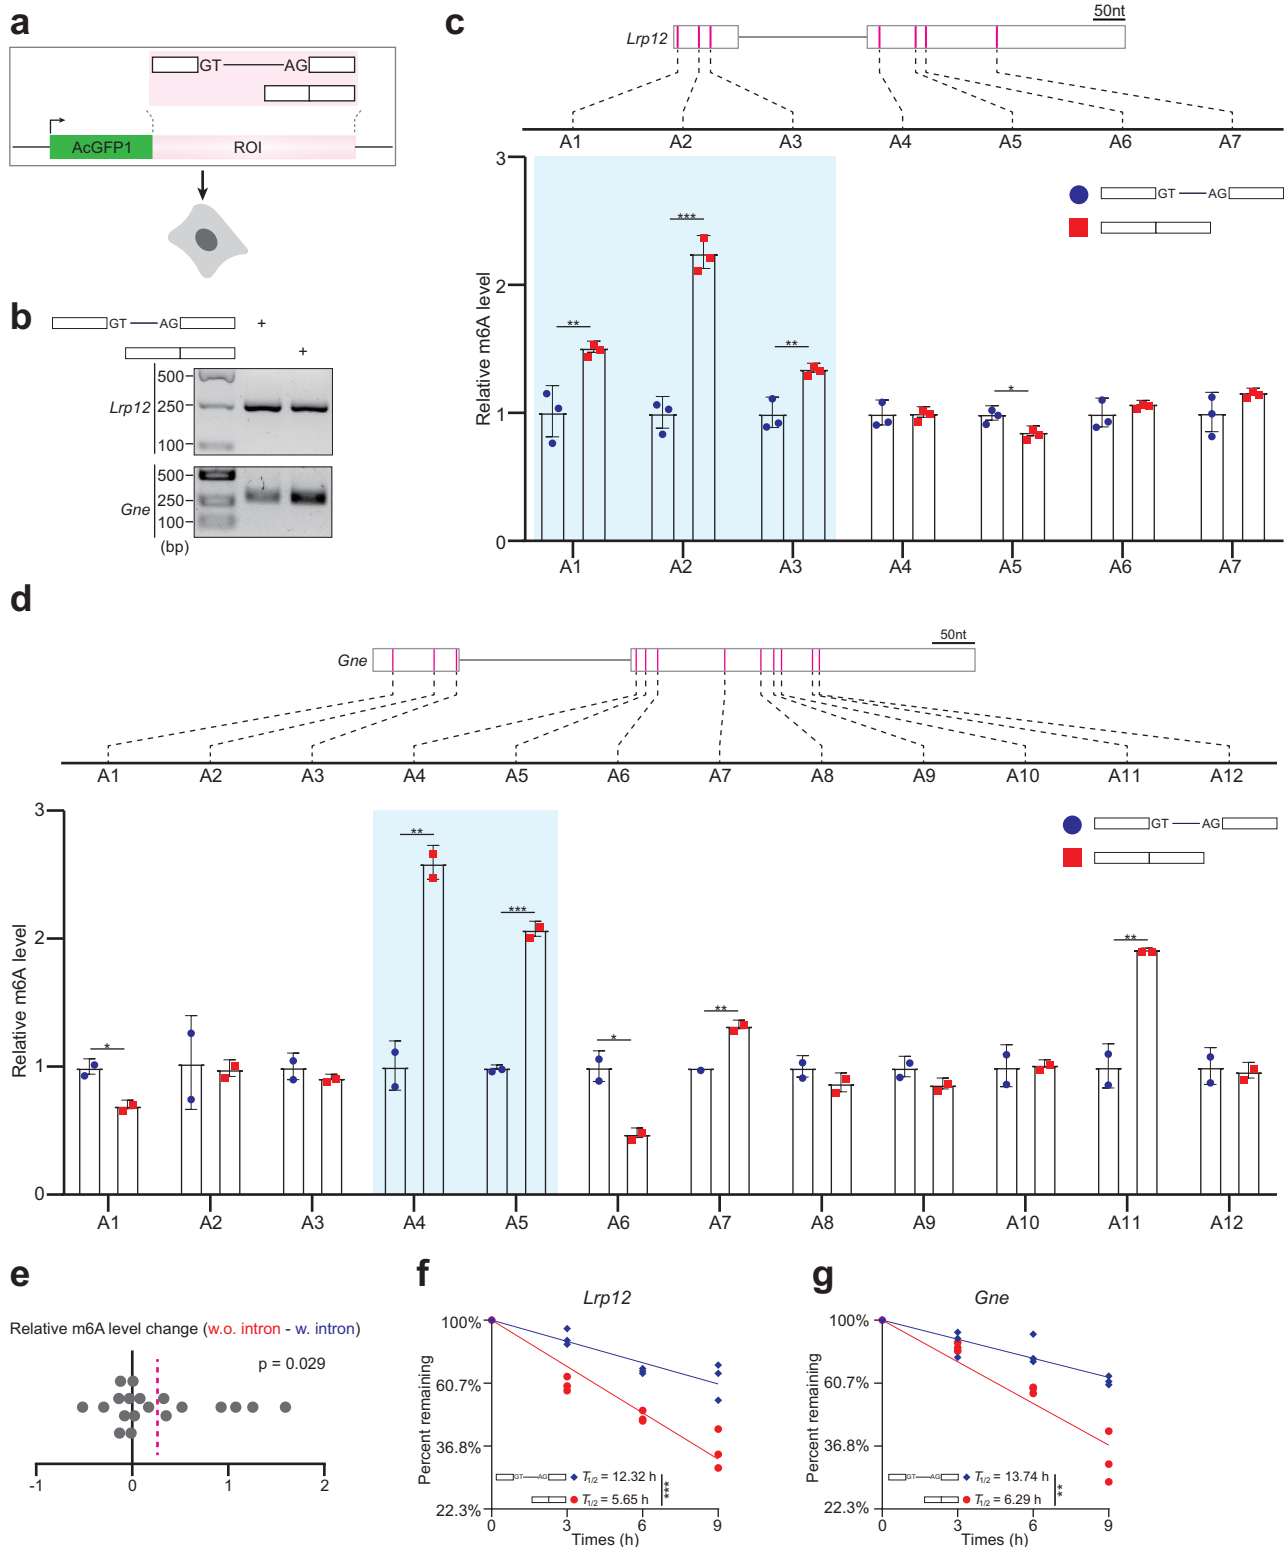 a
GT AG
AcGFP1 ROI
b
GT AG +
+
500
Lrp12 250
100
500
Gne 250
100
(bp)
c
50nt
Lrp12
A1 A2 A3 A4 A5 A6 A7
3
GT AG
***
Relative m6A level
2
**
**
*
1
0
A1 A2 A3 A4 A5 A6 A7
d
50nt
Gne
A1 A2 A3 A4 A5 A6 A7 A8 A9 A10 A11 A12
3
GT AG
**
***
**
2
Relative m6A level
**
*
*
1
0
A1 A2 A3 A4 A5 A6 A7 A8 A9 A10 A11 A12
e
Relative m6A level change (w.o. intron - w. intron)
p = 0.029
-1 0 1 2
f
Lrp12
100%
60.7%
36.8%
22.3%
Percent remaining
GT AG T1/2 = 12.32 h
T1/2 = 5.65 h
***
0 3 6 9
Times (h)
g
Gne
100%
60.7%
36.8%
22.3%
Percent remaining
GT AG T1/2 = 13.74 h
T1/2 = 6.29 h
**
0 3 6 9
Times (h)